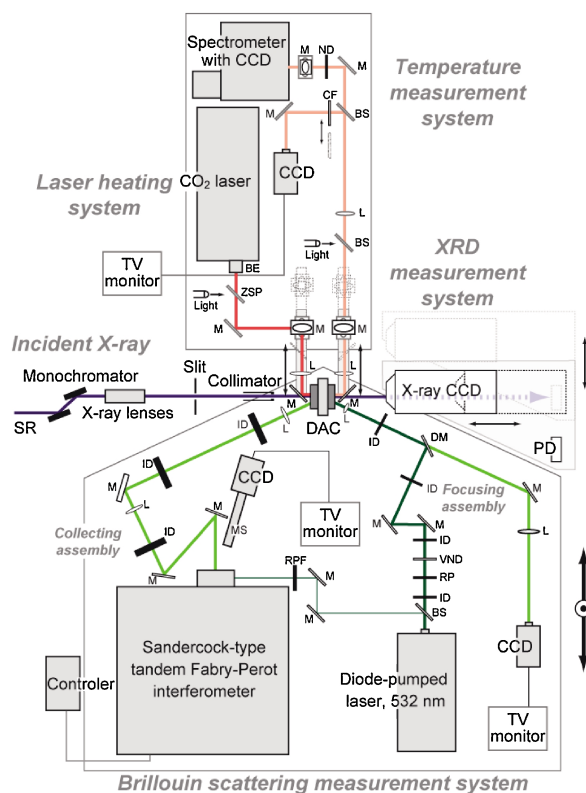 Spectrometer
with CCD
M
ND
M
Temperature
measurement
system
CF
M
BS
CCD
Laser heating
system
CO2 laser
L
BS
Light
XRD
measurement
system
TV
monitor
BE
ZSP
Light
M
M
M
Incident X-ray
Slit
Monochromator
Collimator
L
L
X-ray CCD
X-ray lenses
SR
M
M
DAC
ID
L
L
ID
DM
PD
ID
M
CCD
ID
Focusing
assembly
M
L
TV
monitor
M
M
M
ID
L
Collecting
assembly
ID
MS
VND
M
RPF
M
RP
ID
M
BS
Sandercock-type
tandem Fabry-Perot
interferometer
Diode-pumped
laser, 532 nm
CCD
Controler
TV
monitor
Brillouin scattering measurement system